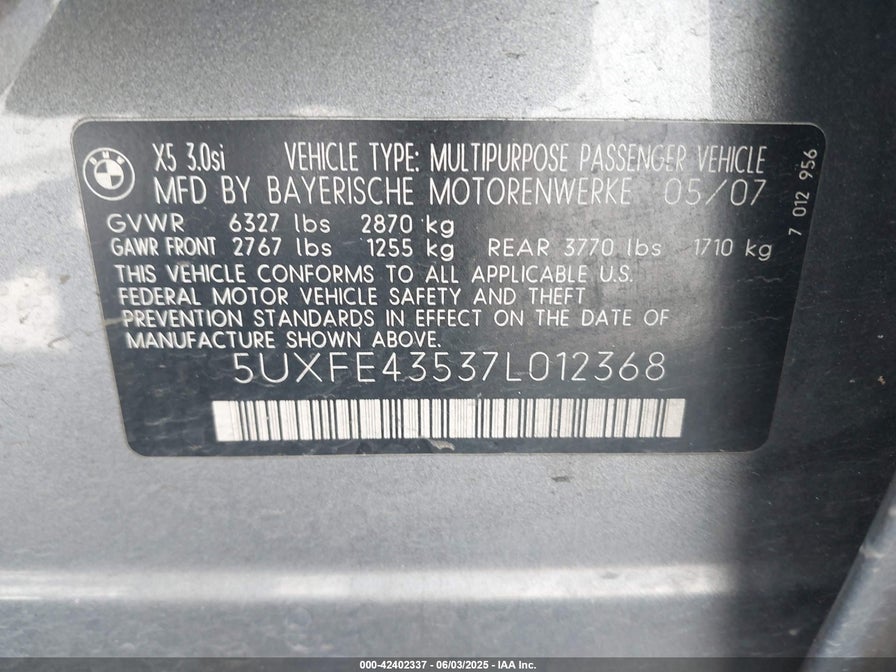 BMW
X5 3.0si VEHICLE TYPE: MULTIPURPOSE PASSENGER VEHICLE
MFD BY BAYERISCHE MOTORENWERKE 05/07
GVWR 6327 lbs 2870 kg
GAWR FRONT 2767 lbs 1255 kg REAR 3770 lbs 1710 kg
THIS VEHICLE CONFORMS TO ALL APPLICABLE U.S.
FEDERAL MOTOR VEHICLE SAFETY AND THEFT
PREVENTION STANDARDS IN EFFECT ON THE DATE OF
MANUFACTURE SHOWN ABOVE.
5UXFE43537L012368
7 012 956
000-42402337 - 06/03/2025 - IAA Inc.